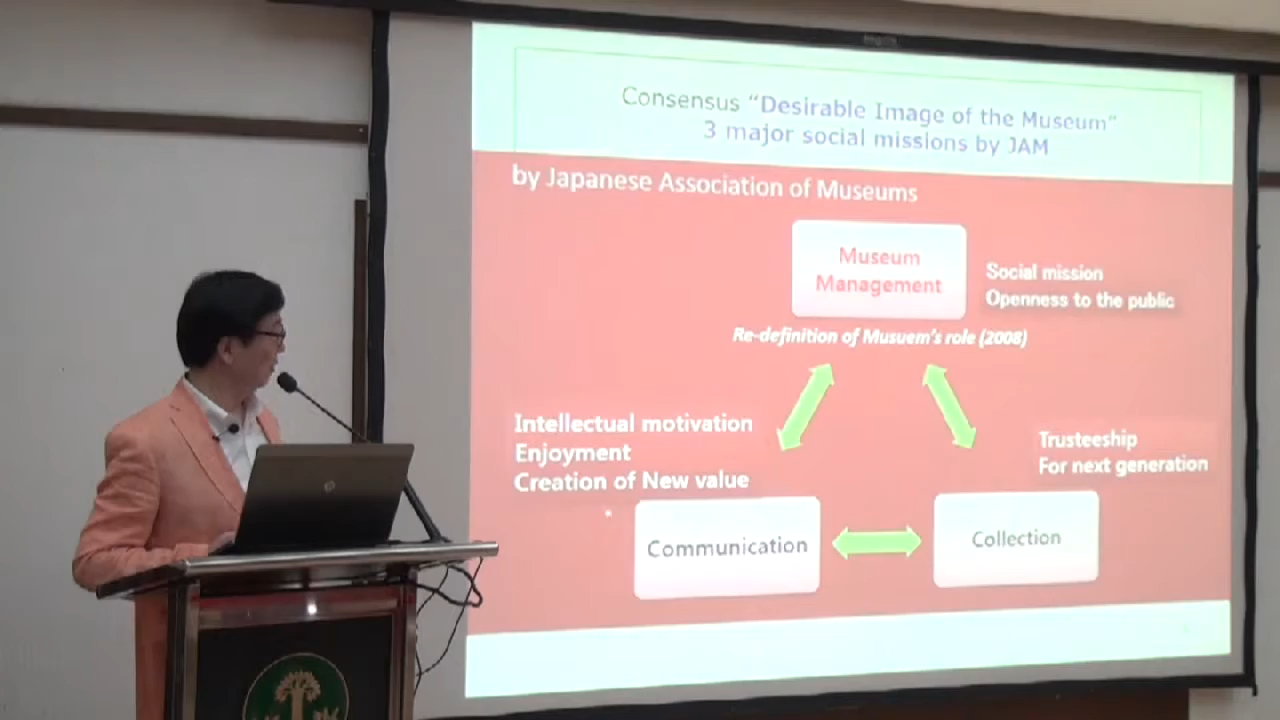 Consensus "Desirable Image of the Museum"
3 major social missions by JAM
by Japanese Association of Museums
Museum
Management
Social mission
Openness to the public
Re-definition of Musuem's role (2008)
Intellectual motivation
Enjoyment
Creation of New value
Trusteeship
For next generation
Communication
Collection
hp